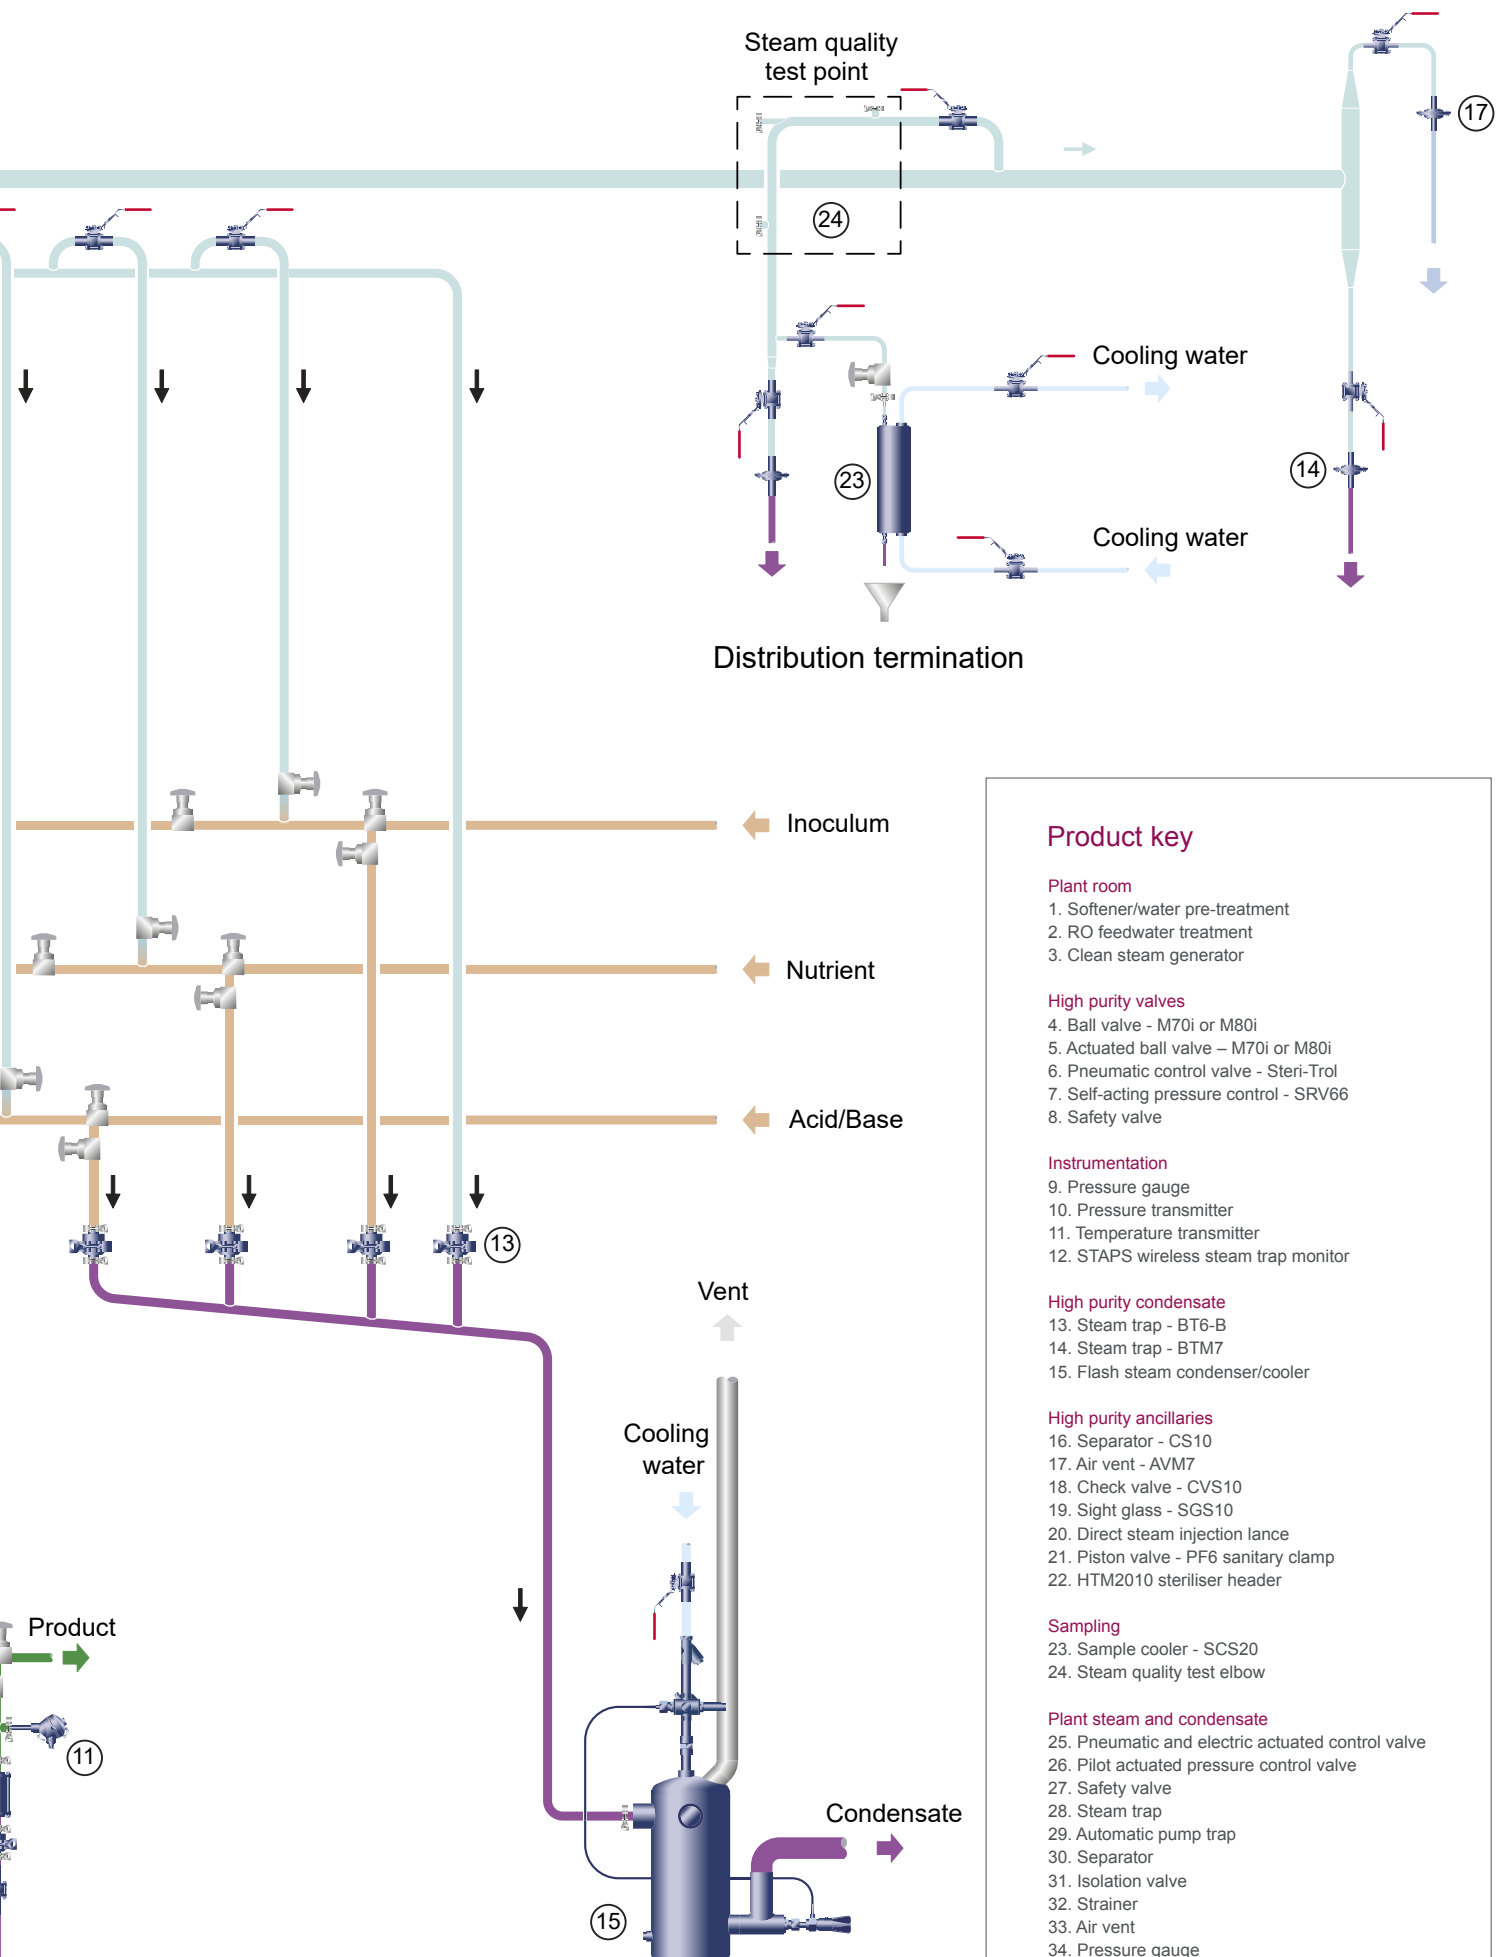 Steam quality
test point
17
24
Cooling water
23
14
Cooling water
Distribution termination
Inoculum
Nutrient
Acid/Base
13
Vent
Cooling
water
Product
11
Condensate
15
Product key
Plant room
1. Softener/water pre-treatment
2. RO feedwater treatment
3. Clean steam generator
High purity valves
4. Ball valve - M70i or M80i
5. Actuated ball valve – M70i or M80i
6. Pneumatic control valve - Steri-Trol
7. Self-acting pressure control - SRV66
8. Safety valve
Instrumentation
9. Pressure gauge
10. Pressure transmitter
11. Temperature transmitter
12. STAPS wireless steam trap monitor
High purity condensate
13. Steam trap - BT6-B
14. Steam trap - BTM7
15. Flash steam condenser/cooler
High purity ancillaries
16. Separator - CS10
17. Air vent - AVM7
18. Check valve - CVS10
19. Sight glass - SGS10
20. Direct steam injection lance
21. Piston valve - PF6 sanitary clamp
22. HTM2010 steriliser header
Sampling
23. Sample cooler - SCS20
24. Steam quality test elbow
Plant steam and condensate
25. Pneumatic and electric actuated control valve
26. Pilot actuated pressure control valve
27. Safety valve
28. Steam trap
29. Automatic pump trap
30. Separator
31. Isolation valve
32. Strainer
33. Air vent
34. Pressure gauge